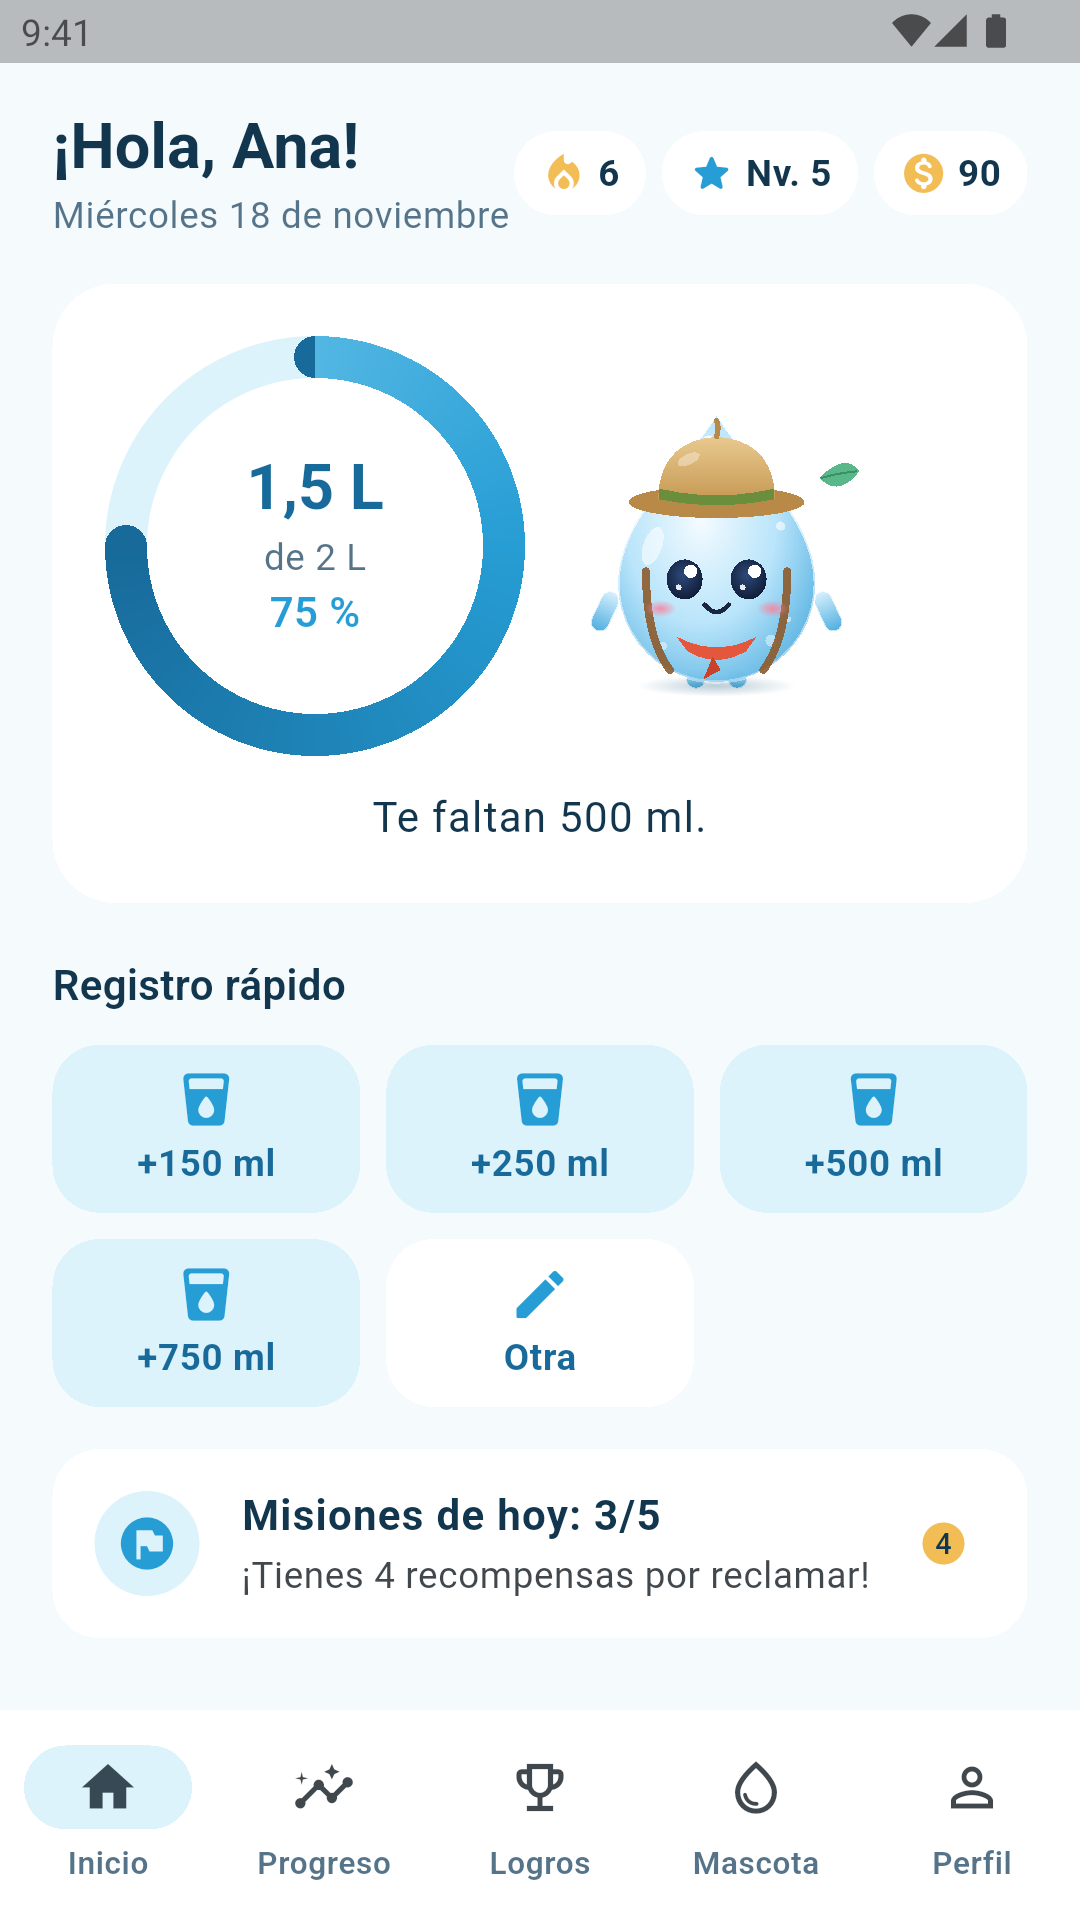 9:41
¡Hola, Ana!
Miércoles 18 de noviembre
6
Nv. 5
90
1,5 L
de 2 L
75 %
Te faltan 500 ml.
Registro rápido
+150 ml
+250 ml
+500 ml
+750 ml
Otra
Misiones de hoy: 3/5
¡Tienes 4 recompensas por reclamar!
4
Inicio
Progreso
Logros
Mascota
Perfil